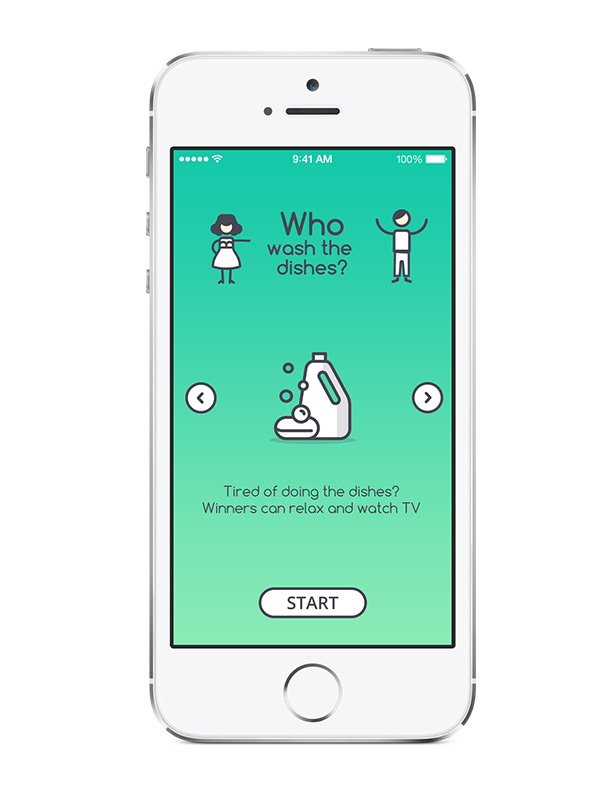 9:41 AM
100%
Who
wash the
dishes?
Tired of doing the dishes?
Winners can relax and watch TV
START